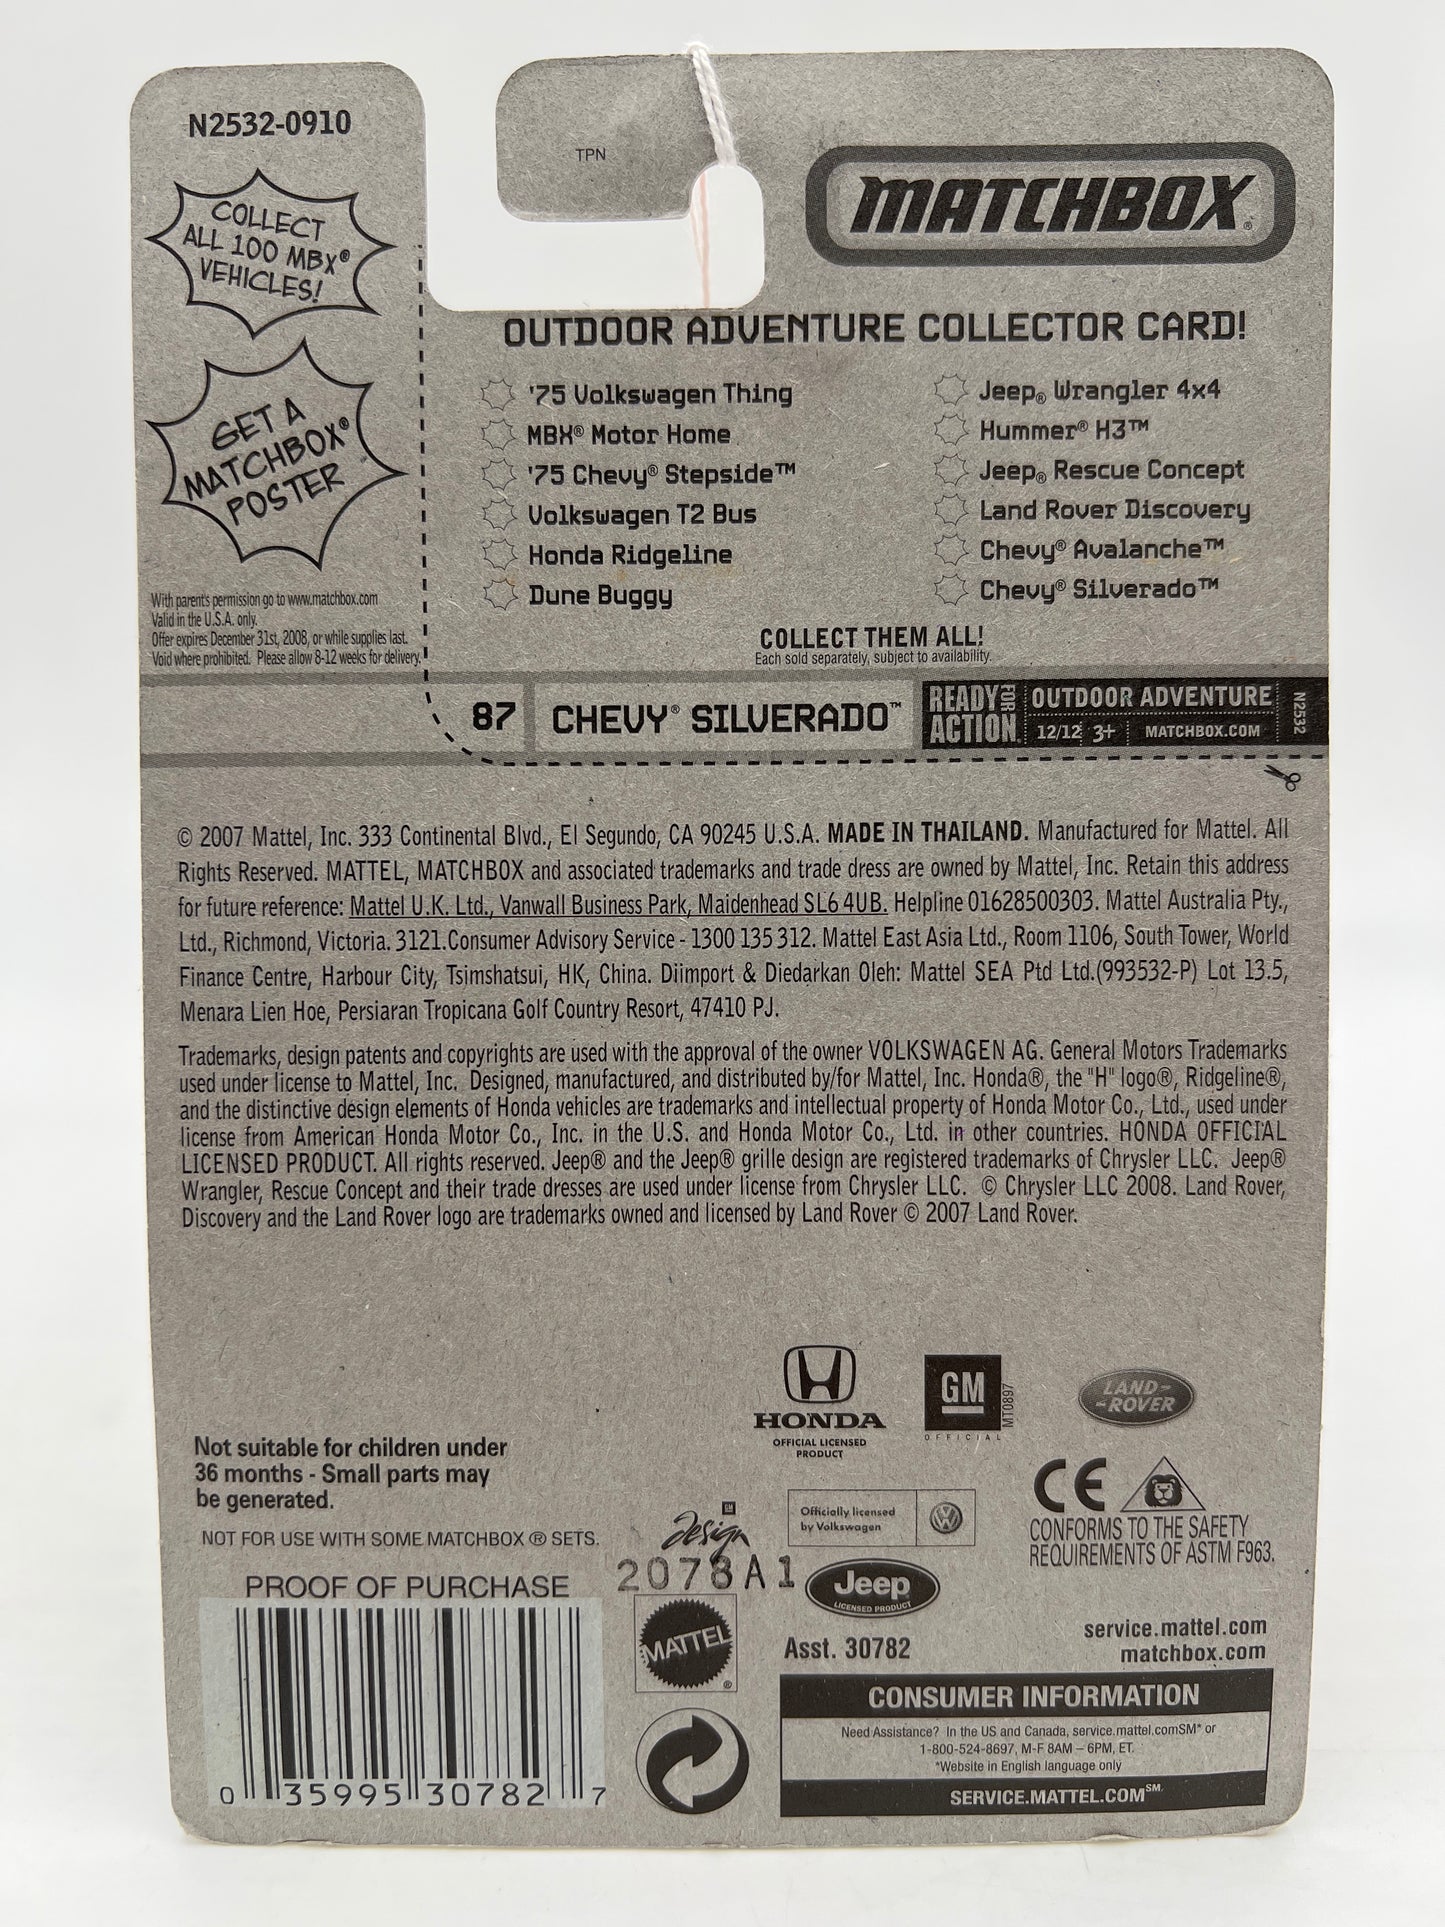 N2532-0910
TPN
MATCHBOX®
COLLECT
ALL 100 MBX®
VEHICLES!
GET A
MATCHBOX®
POSTER
With parent's permission go to www.matchbox.com
Valid in the U.S.A. only.
Offer expires December 31st, 2008, or while supplies last.
Void where prohibited. Please allow 8-12 weeks for delivery.
OUTDOOR ADVENTURE COLLECTOR CARD!
'75 Volkswagen Thing
MBX® Motor Home
'75 Chevy® Stepside™
Volkswagen T2 Bus
Honda Ridgeline
Dune Buggy
Jeep® Wrangler 4x4
Hummer® H3™
Jeep® Rescue Concept
Land Rover Discovery
Chevy® Avalanche™
Chevy® Silverado™
COLLECT THEM ALL!
Each sold separately, subject to availability.
87
CHEVY® SILVERADO™
READY FOR
ACTION
OUTDOOR ADVENTURE
12/12 3+ MATCHBOX.COM
N2532
© 2007 Mattel, Inc. 333 Continental Blvd., El Segundo, CA 90245 U.S.A. MADE IN THAILAND. Manufactured for Mattel. All
Rights Reserved. MATTEL, MATCHBOX and associated trademarks and trade dress are owned by Mattel, Inc. Retain this address
for future reference: Mattel U.K. Ltd., Vanwall Business Park, Maidenhead SL6 4UB. Helpline 01628500303. Mattel Australia Pty.,
Ltd., Richmond, Victoria. 3121.Consumer Advisory Service - 1300 135 312. Mattel East Asia Ltd., Room 1106, South Tower, World
Finance Centre, Harbour City, Tsimshatsui, HK, China. Diimport & Diedarkan Oleh: Mattel SEA Ptd Ltd.(993532-P) Lot 13.5,
Menara Lien Hoe, Persiaran Tropicana Golf Country Resort, 47410 PJ.
Trademarks, design patents and copyrights are used with the approval of the owner VOLKSWAGEN AG. General Motors Trademarks
used under license to Mattel, Inc. Designed, manufactured, and distributed by/for Mattel, Inc. Honda®, the "H" logo®, Ridgeline®,
and the distinctive design elements of Honda vehicles are trademarks and intellectual property of Honda Motor Co., Ltd., used under
license from American Honda Motor Co., Inc. in the U.S. and Honda Motor Co., Ltd. in other countries. HONDA OFFICIAL
LICENSED PRODUCT. All rights reserved. Jeep® and the Jeep® grille design are registered trademarks of Chrysler LLC. Jeep®
Wrangler, Rescue Concept and their trade dresses are used under license from Chrysler LLC. © Chrysler LLC 2008. Land Rover,
Discovery and the Land Rover logo are trademarks owned and licensed by Land Rover © 2007 Land Rover.
HONDA
OFFICIAL LICENSED
PRODUCT
GM
OFFICIAL
MT0897
LAND-
-ROVER
Not suitable for children under
36 months - Small parts may
be generated.
NOT FOR USE WITH SOME MATCHBOX ® SETS.
GM
design
Officially licensed
by Volkswagen
CE
CONFORMS TO THE SAFETY
REQUIREMENTS OF ASTM F963.
2078A1
Jeep
LICENSED PRODUCT
PROOF OF PURCHASE
0 35995 30782 7
MATTEL®
Asst. 30782
service.mattel.com
matchbox.com
CONSUMER INFORMATION
Need Assistance? In the US and Canada, service.mattel.comSM* or
1-800-524-8697, M-F 8AM – 6PM, ET.
*Website in English language only
SERVICE.MATTEL.COM℠